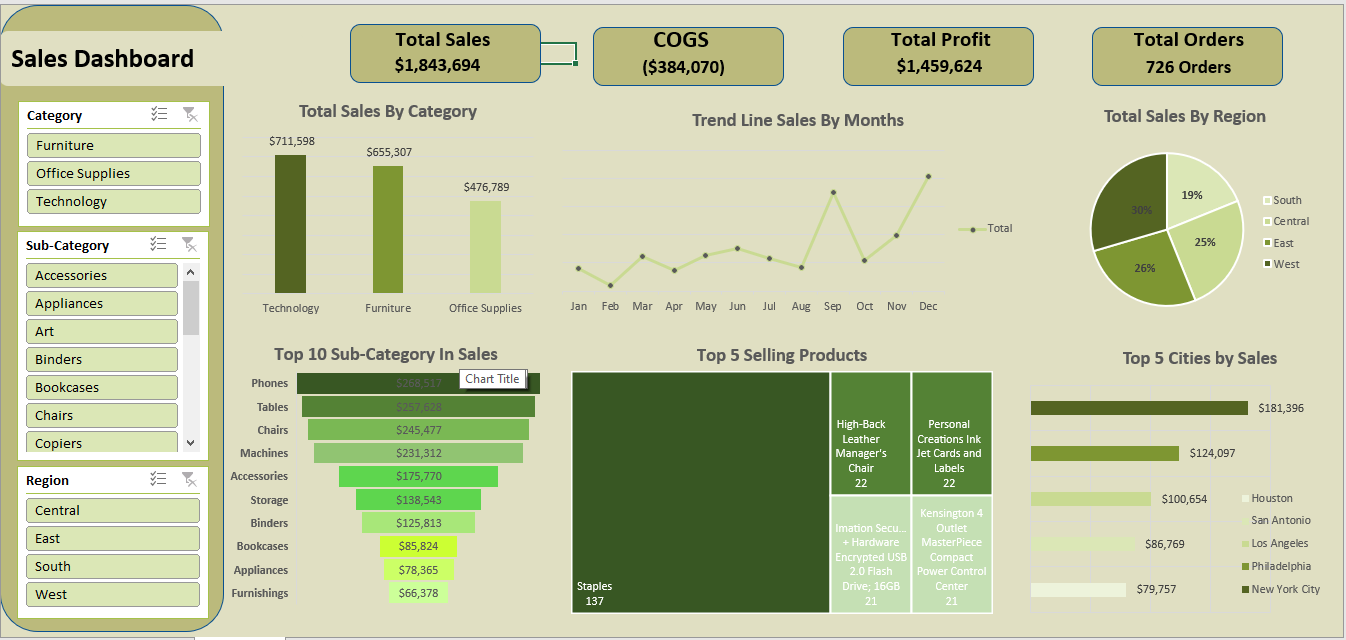 Sales Dashboard
Total Sales
$1,843,694
COGS
($384,070)
Total Profit
$1,459,624
Total Orders
726 Orders
Category
Furniture
Office Supplies
Technology
Sub-Category
Accessories
Appliances
Art
Binders
Bookcases
Chairs
Copiers
Region
Central
East
South
West
Total Sales By Category
$711,598
$655,307
$476,789
Technology
Furniture
Office Supplies
Trend Line Sales By Months
Total
Jan
Feb
Mar
Apr
May
Jun
Jul
Aug
Sep
Oct
Nov
Dec
Total Sales By Region
19%
25%
26%
30%
South
Central
East
West
Top 10 Sub-Category In Sales
Chart Title
Phones
$268,517
Tables
$257,628
Chairs
$245,477
Machines
$231,312
Accessories
$175,770
Storage
$138,543
Binders
$125,813
Bookcases
$85,824
Appliances
$78,365
Furnishings
$66,378
Top 5 Selling Products
Staples
137
High-Back
Leather
Manager's
Chair
22
Personal
Creations Ink
Jet Cards and
Labels
22
Imation Secu...
+ Hardware
Encrypted USB
2.0 Flash
Drive; 16GB
21
Kensington 4
Outlet
MasterPiece
Compact
Power Control
Center
21
Top 5 Cities by Sales
$181,396
$124,097
$100,654
$86,769
$79,757
Houston
San Antonio
Los Angeles
Philadelphia
New York City